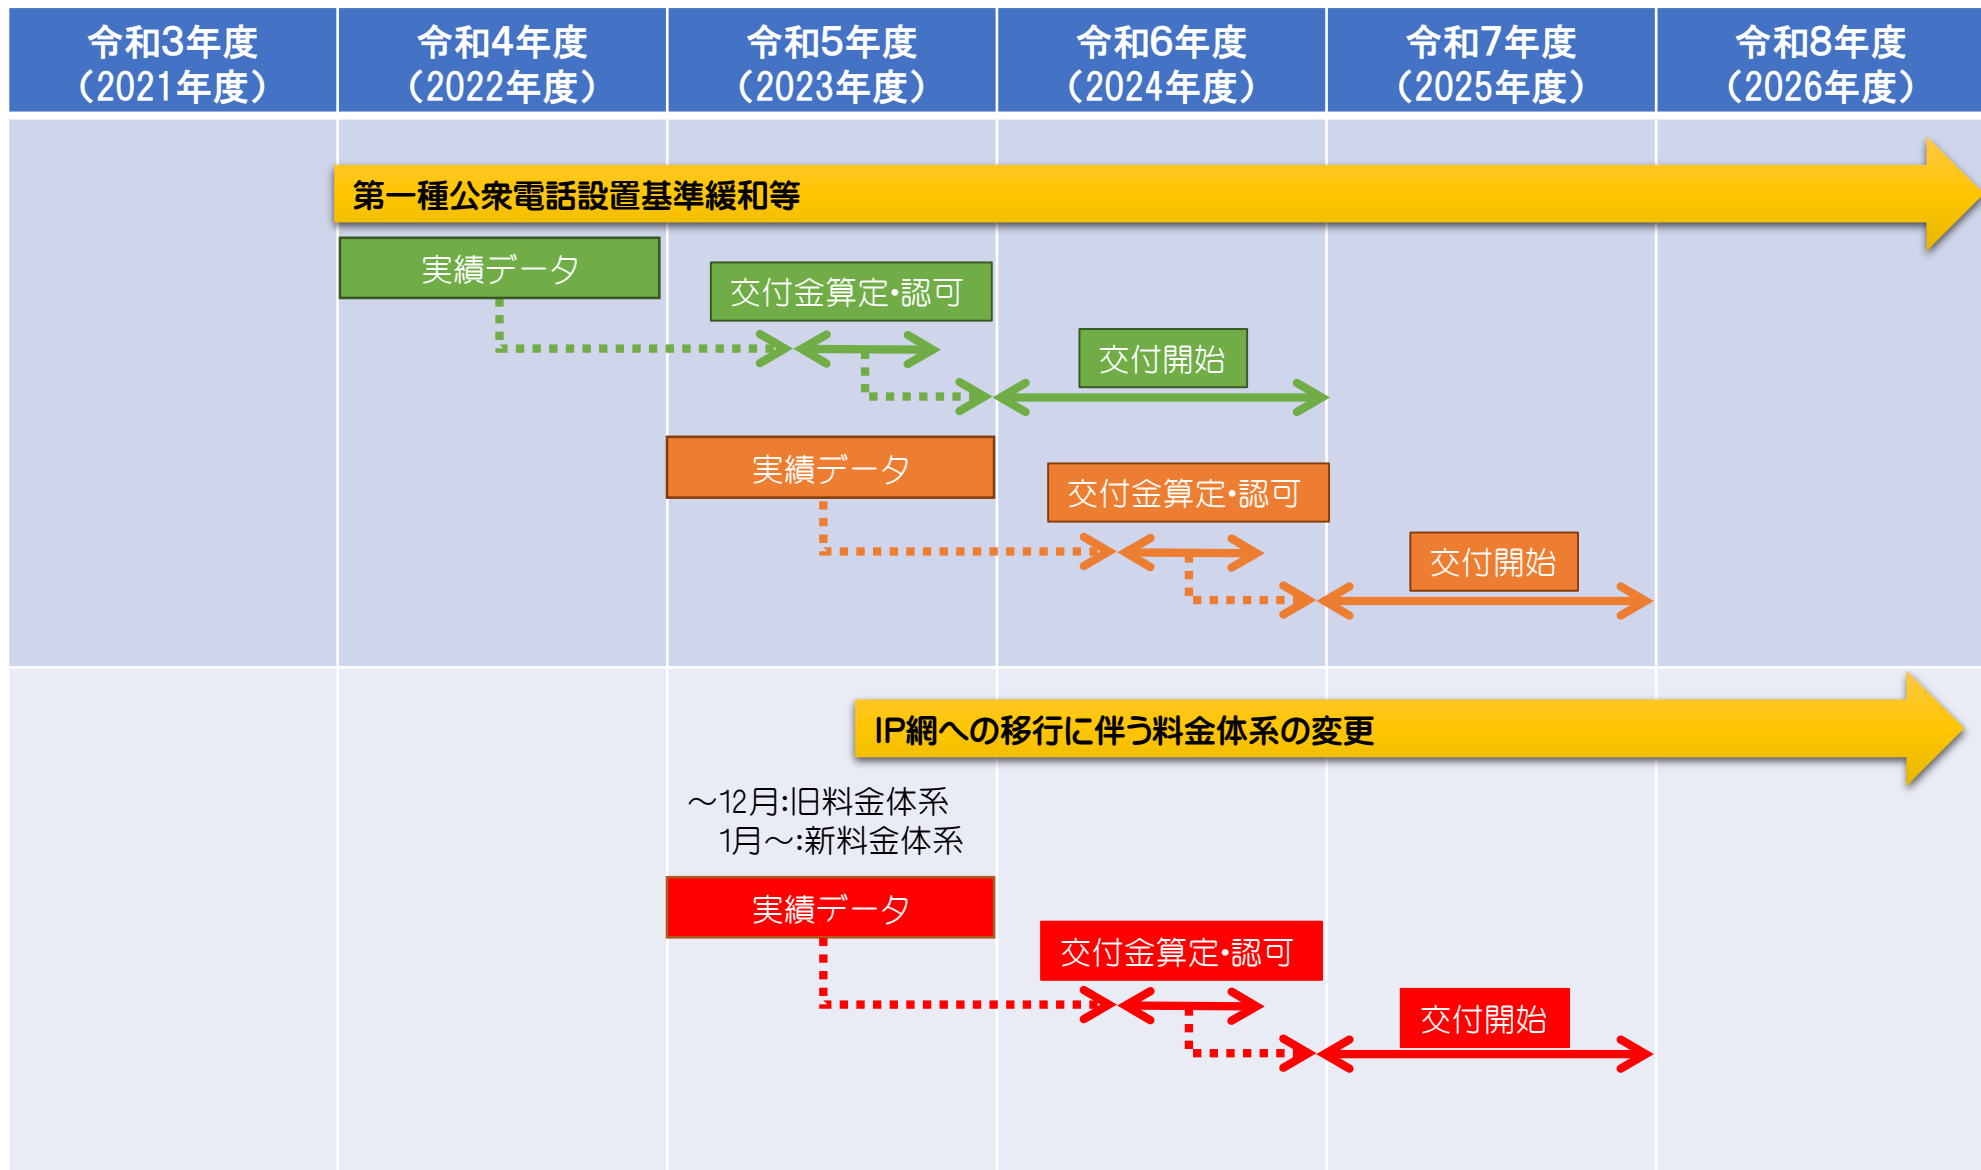 令和3年度
（2021年度）
令和4年度
（2022年度）
令和5年度
（2023年度）
令和6年度
（2024年度）
令和7年度
（2025年度）
令和8年度
（2026年度）
第一種公衆電話設置基準緩和等
実績データ
交付金算定・認可
交付開始
実績データ
交付金算定・認可
交付開始
IP網への移行に伴う料金体系の変更
～12月:旧料金体系
1月～:新料金体系
実績データ
交付金算定・認可
交付開始